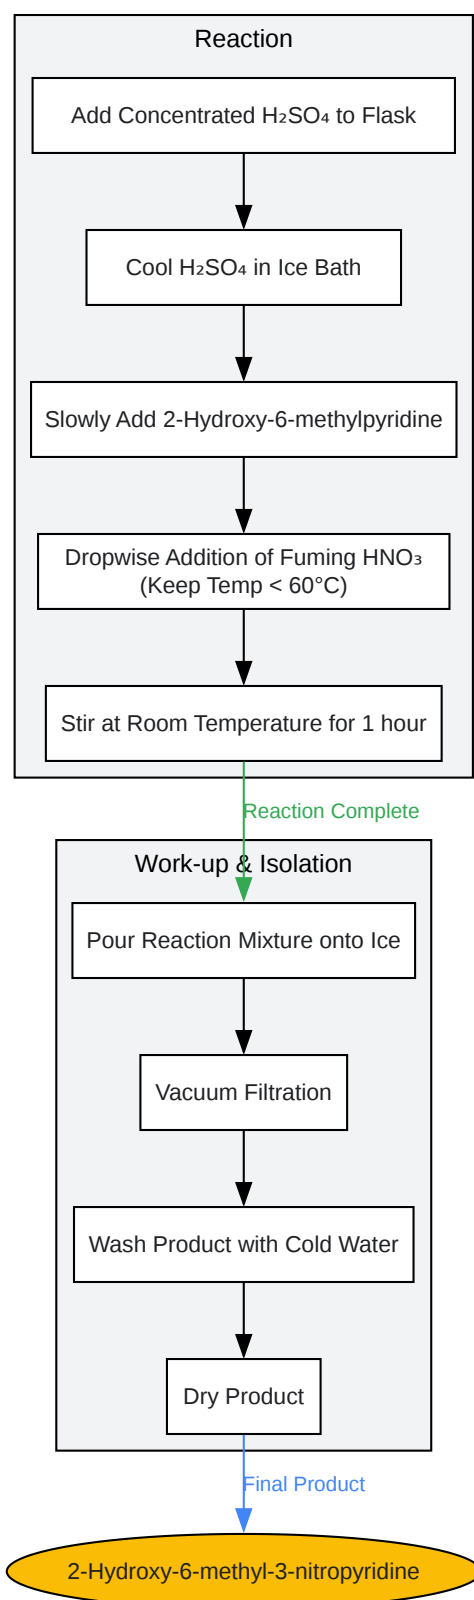 Reaction
Add Concentrated H₂SO₄ to Flask
Cool H₂SO₄ in Ice Bath
Slowly Add 2-Hydroxy-6-methylpyridine
Dropwise Addition of Fuming HNO₃
(Keep Temp < 60°C)
Stir at Room Temperature for 1 hour
Reaction Complete
Work-up & Isolation
Pour Reaction Mixture onto Ice
Vacuum Filtration
Wash Product with Cold Water
Dry Product
Final Product
2-Hydroxy-6-methyl-3-nitropyridine